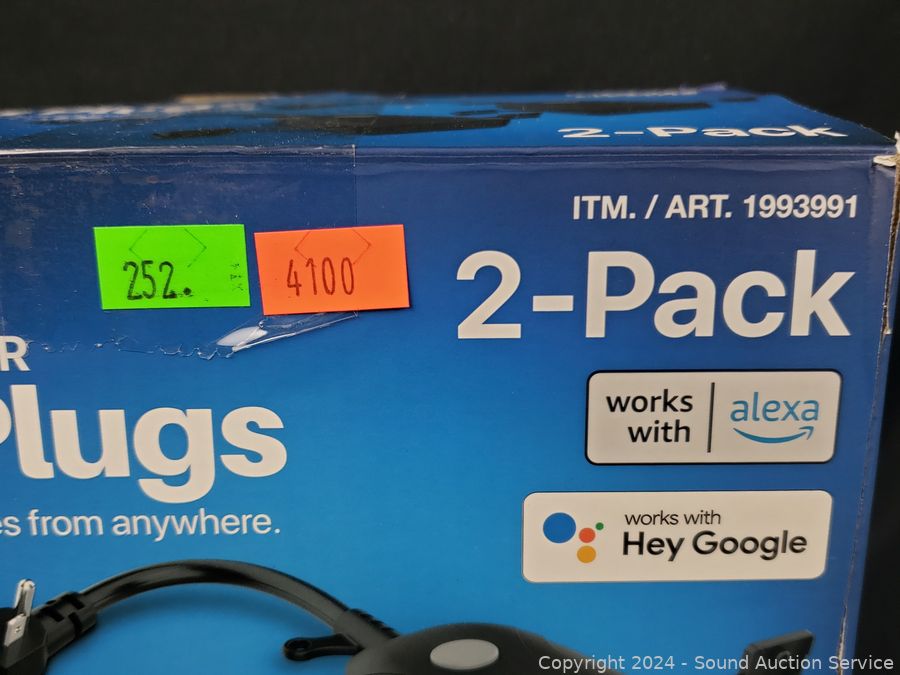 2-Pack
ITM. / ART. 1993991
2-Pack
252.
4100
R
Plugs
es from anywhere.
works with | alexa
works with
Hey Google
Copyright 2024 - Sound Auction Service